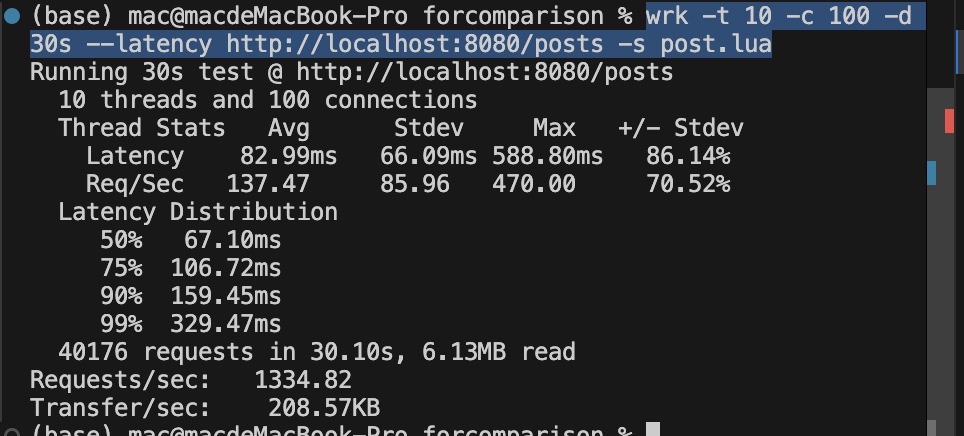 (base) mac@macdeMacBook-Pro forcomparison % wrk -t 10 -c 100 -d
30s --latency http://localhost:8080/posts -s post.lua
Running 30s test @ http://localhost:8080/posts
  10 threads and 100 connections
  Thread Stats   Avg      Stdev     Max   +/- Stdev
    Latency    82.99ms   66.09ms 588.80ms   86.14%
    Req/Sec   137.47     85.96   470.00     70.52%
  Latency Distribution
     50%   67.10ms
     75%  106.72ms
     90%  159.45ms
     99%  329.47ms
  40176 requests in 30.10s, 6.13MB read
Requests/sec:   1334.82
Transfer/sec:    208.57KB
(base) mac@macdeMacBook-Pro forcomparison %